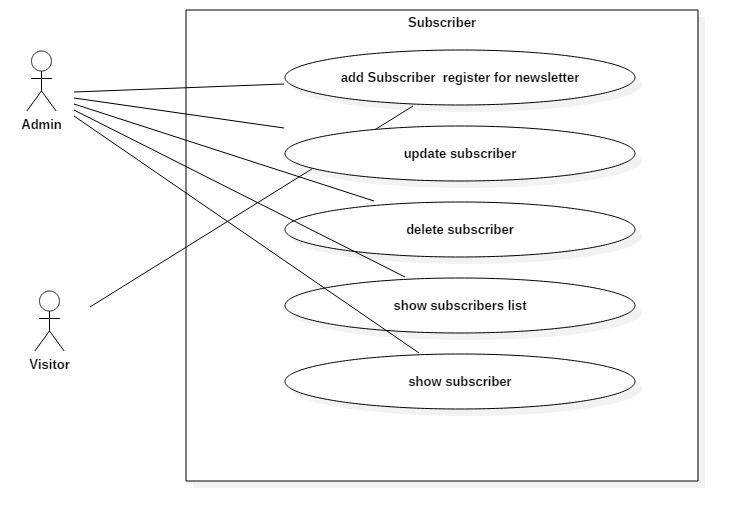 Subscriber
add Subscriber  register for newsletter
Admin
update subscriber
delete subscriber
show subscribers list
Visitor
show subscriber